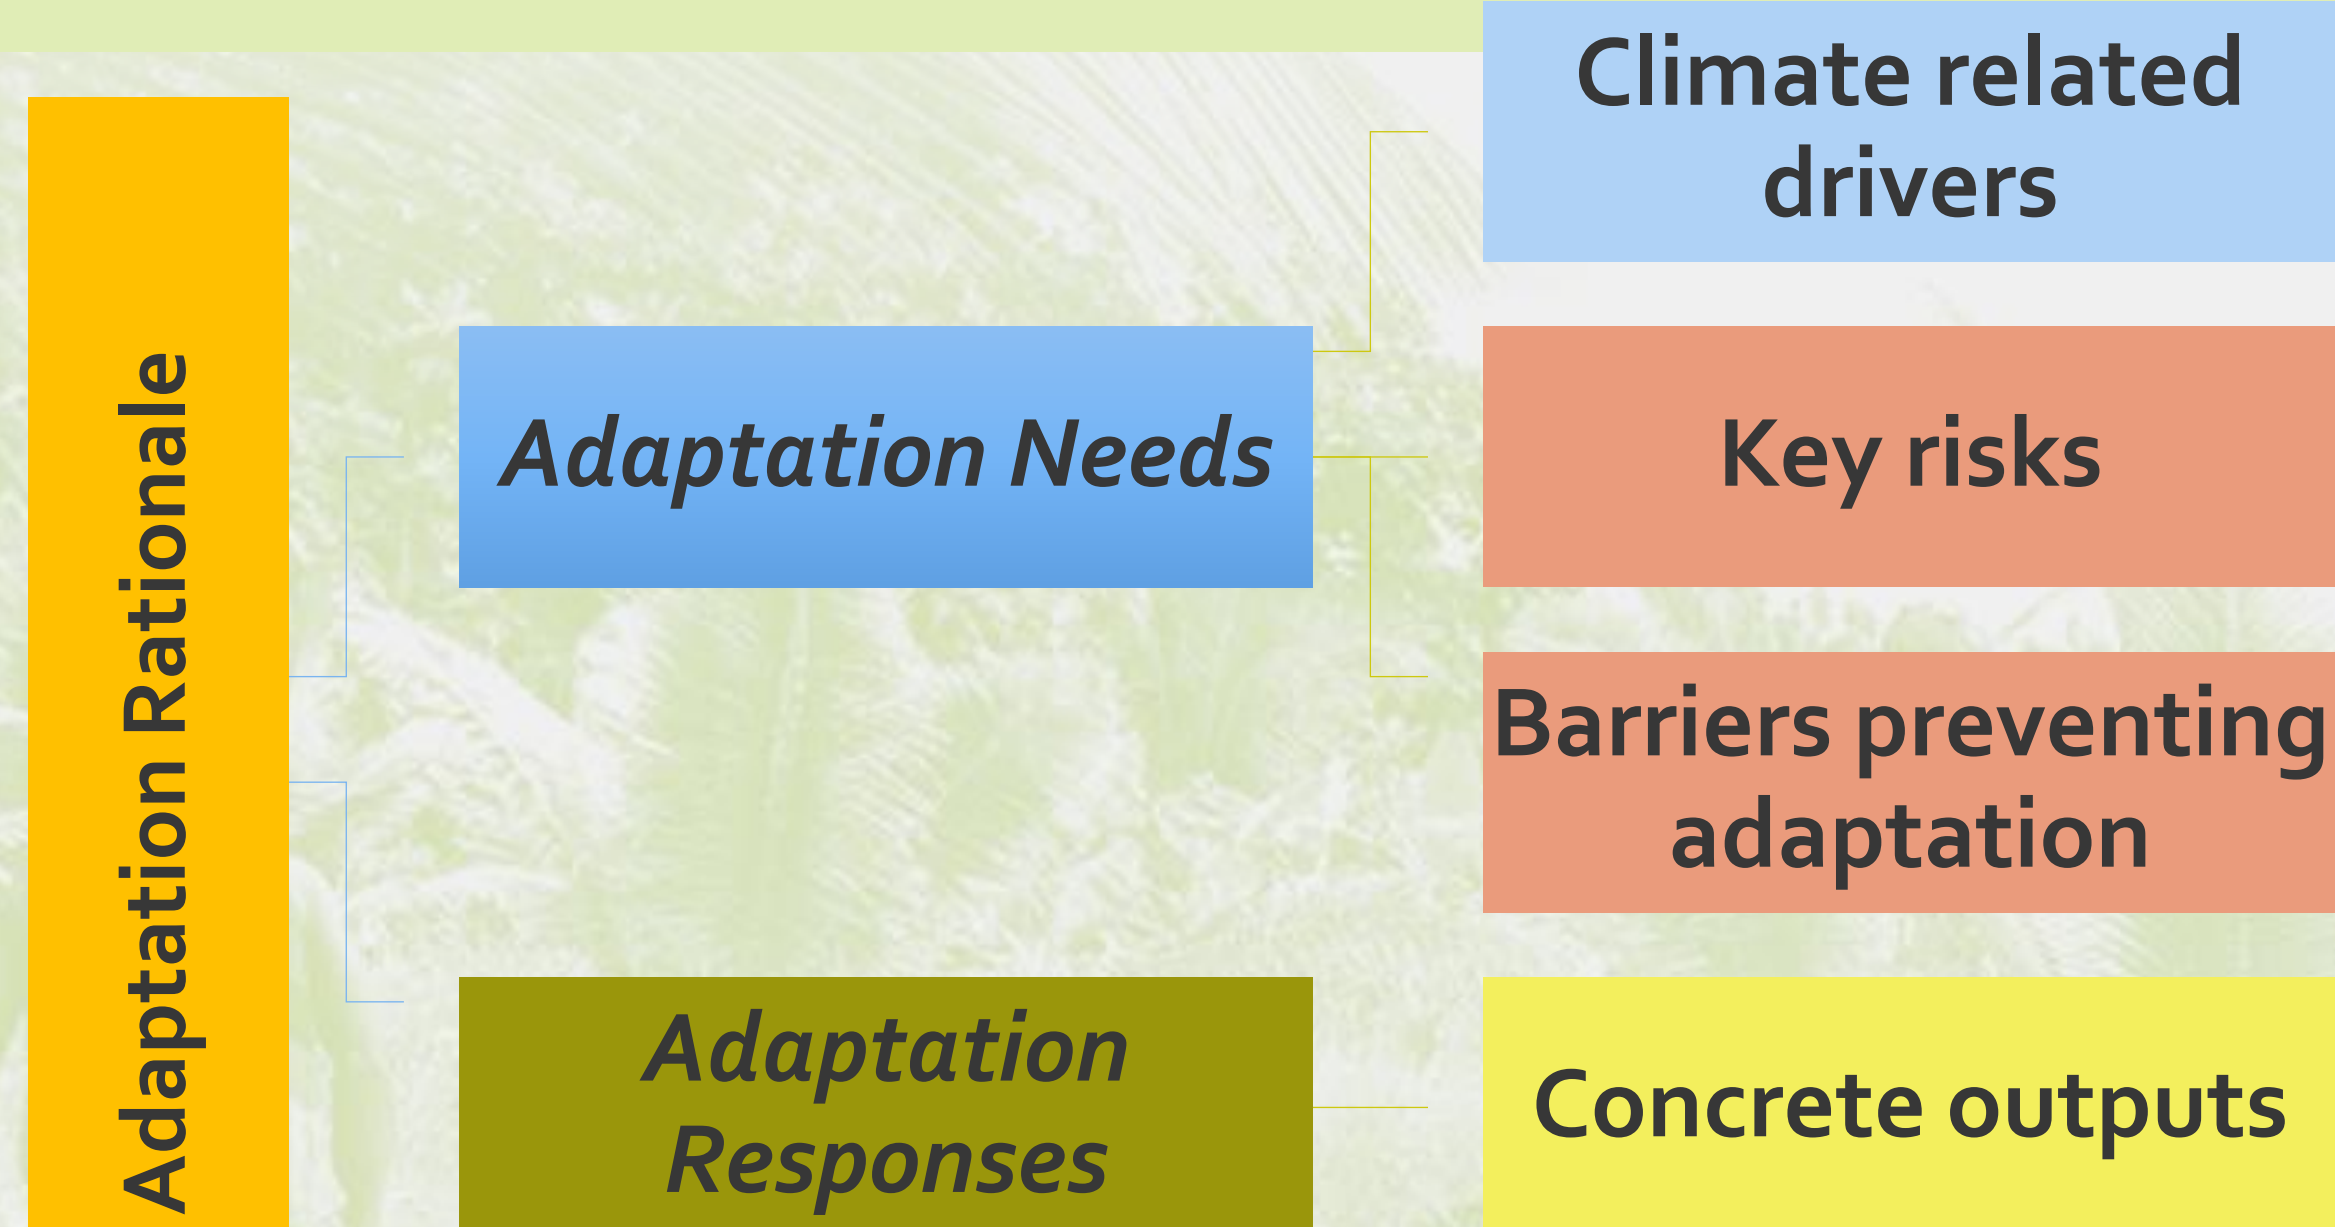 Adaptation Rationale
Adaptation Needs
Climate related
drivers
Key risks
Barriers preventing
adaptation
Adaptation
Responses
Concrete outputs